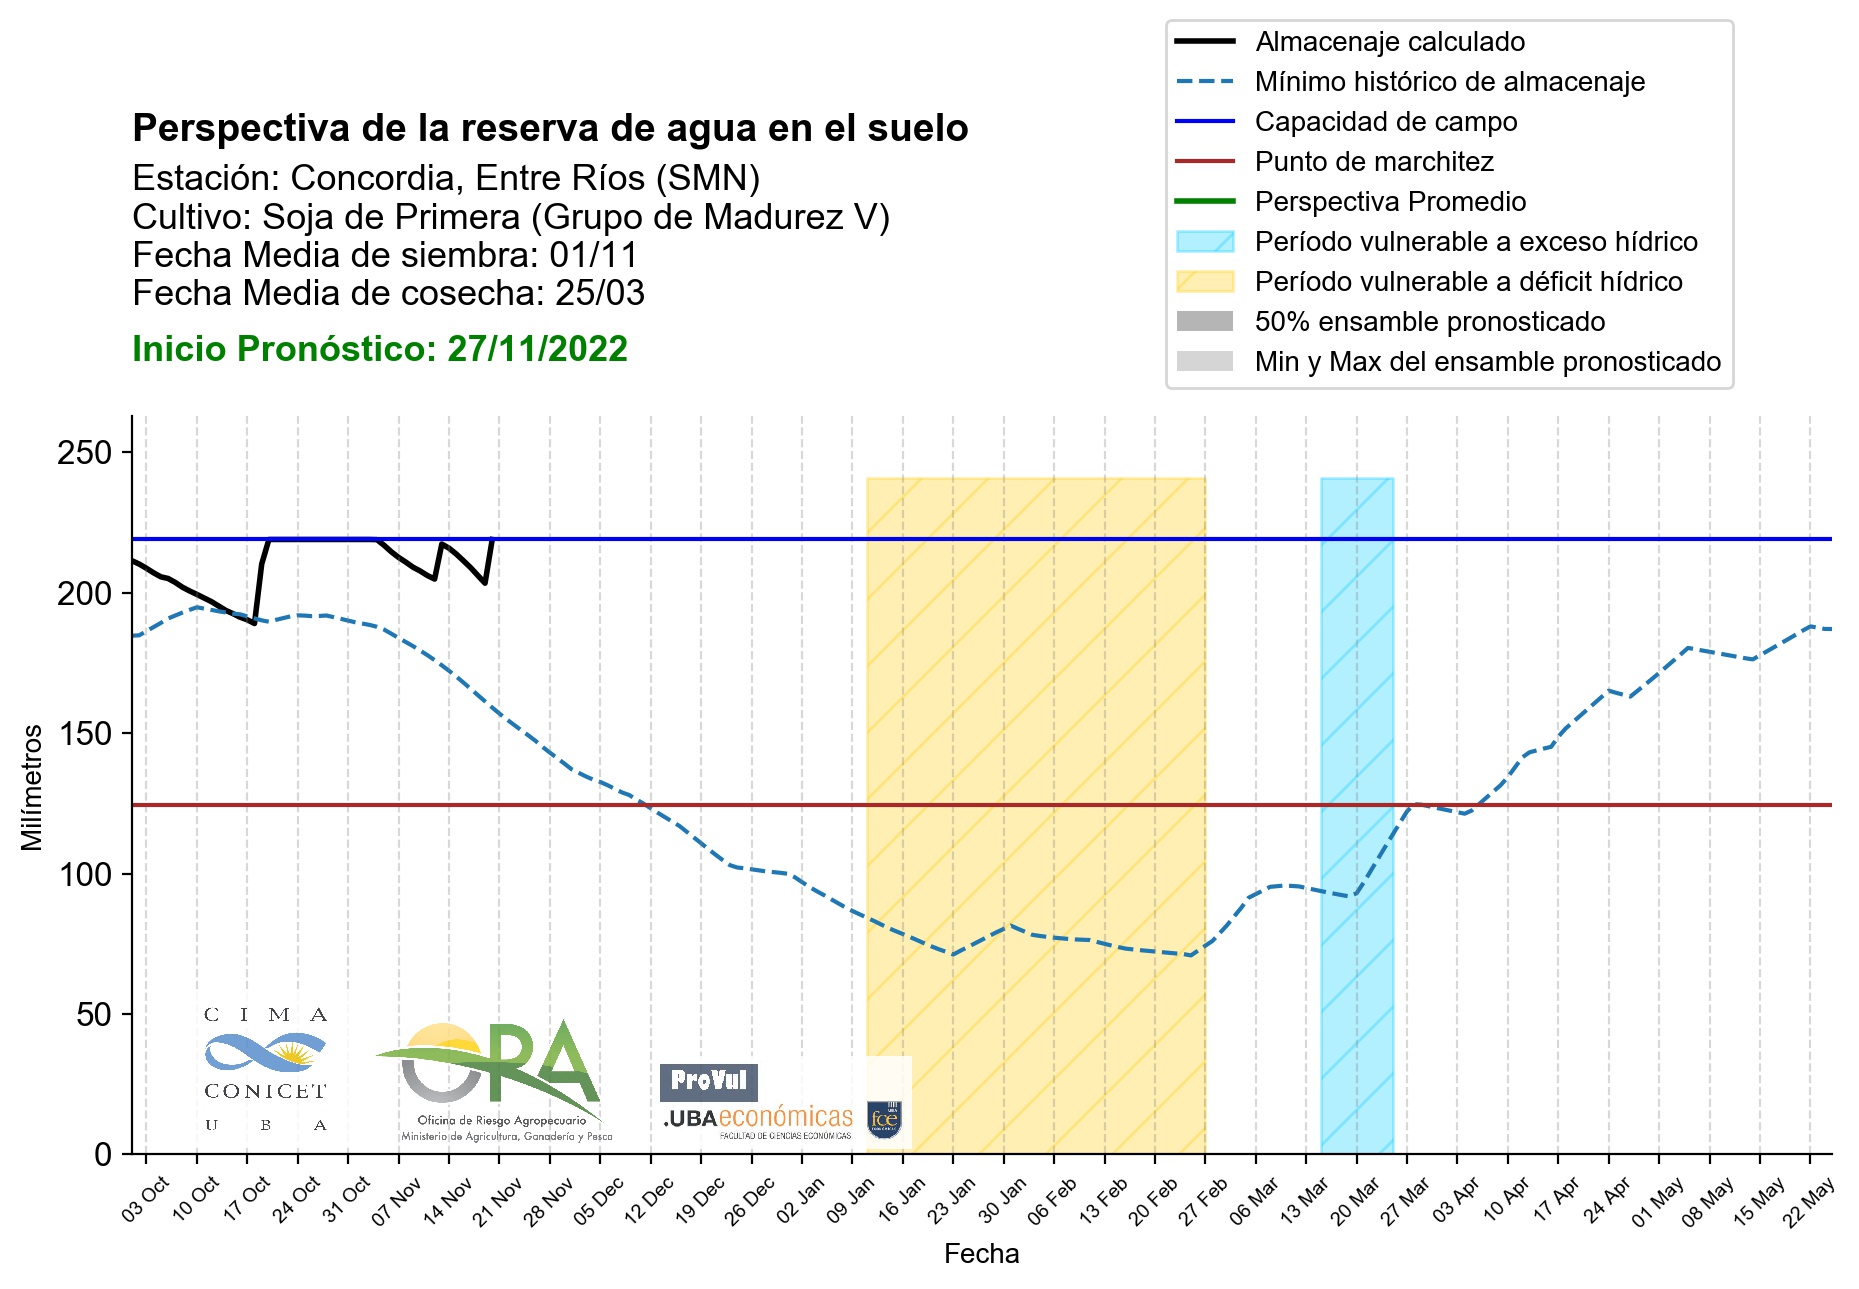 Almacenaje calculado
Mínimo histórico de almacenaje
Capacidad de campo
Punto de marchitez
Perspectiva Promedio
Período vulnerable a exceso hídrico
Período vulnerable a déficit hídrico
50% ensamble pronosticado
Min y Max del ensamble pronosticado
Perspectiva de la reserva de agua en el suelo
Estación: Concordia, Entre Ríos (SMN)
Cultivo: Soja de Primera (Grupo de Madurez V)
Fecha Media de siembra: 01/11
Fecha Media de cosecha: 25/03
Inicio Pronóstico: 27/11/2022
250
200
150
100
50
0
Milímetros
C I M A
CONICET
U B A
ORA
Oficina de Riesgo Agropecuario
Ministerio de Agricultura, Ganadería y Pesca
ProVul
.UBAeconómicas
FACULTAD DE CIENCIAS ECONÓMICAS
UBA
fce
ECONÓMICAS
03 Oct
10 Oct
17 Oct
24 Oct
31 Oct
07 Nov
14 Nov
21 Nov
28 Nov
05 Dec
12 Dec
19 Dec
26 Dec
02 Jan
09 Jan
16 Jan
23 Jan
30 Jan
06 Feb
13 Feb
20 Feb
27 Feb
06 Mar
13 Mar
20 Mar
27 Mar
03 Apr
10 Apr
17 Apr
24 Apr
01 May
08 May
15 May
22 May
Fecha